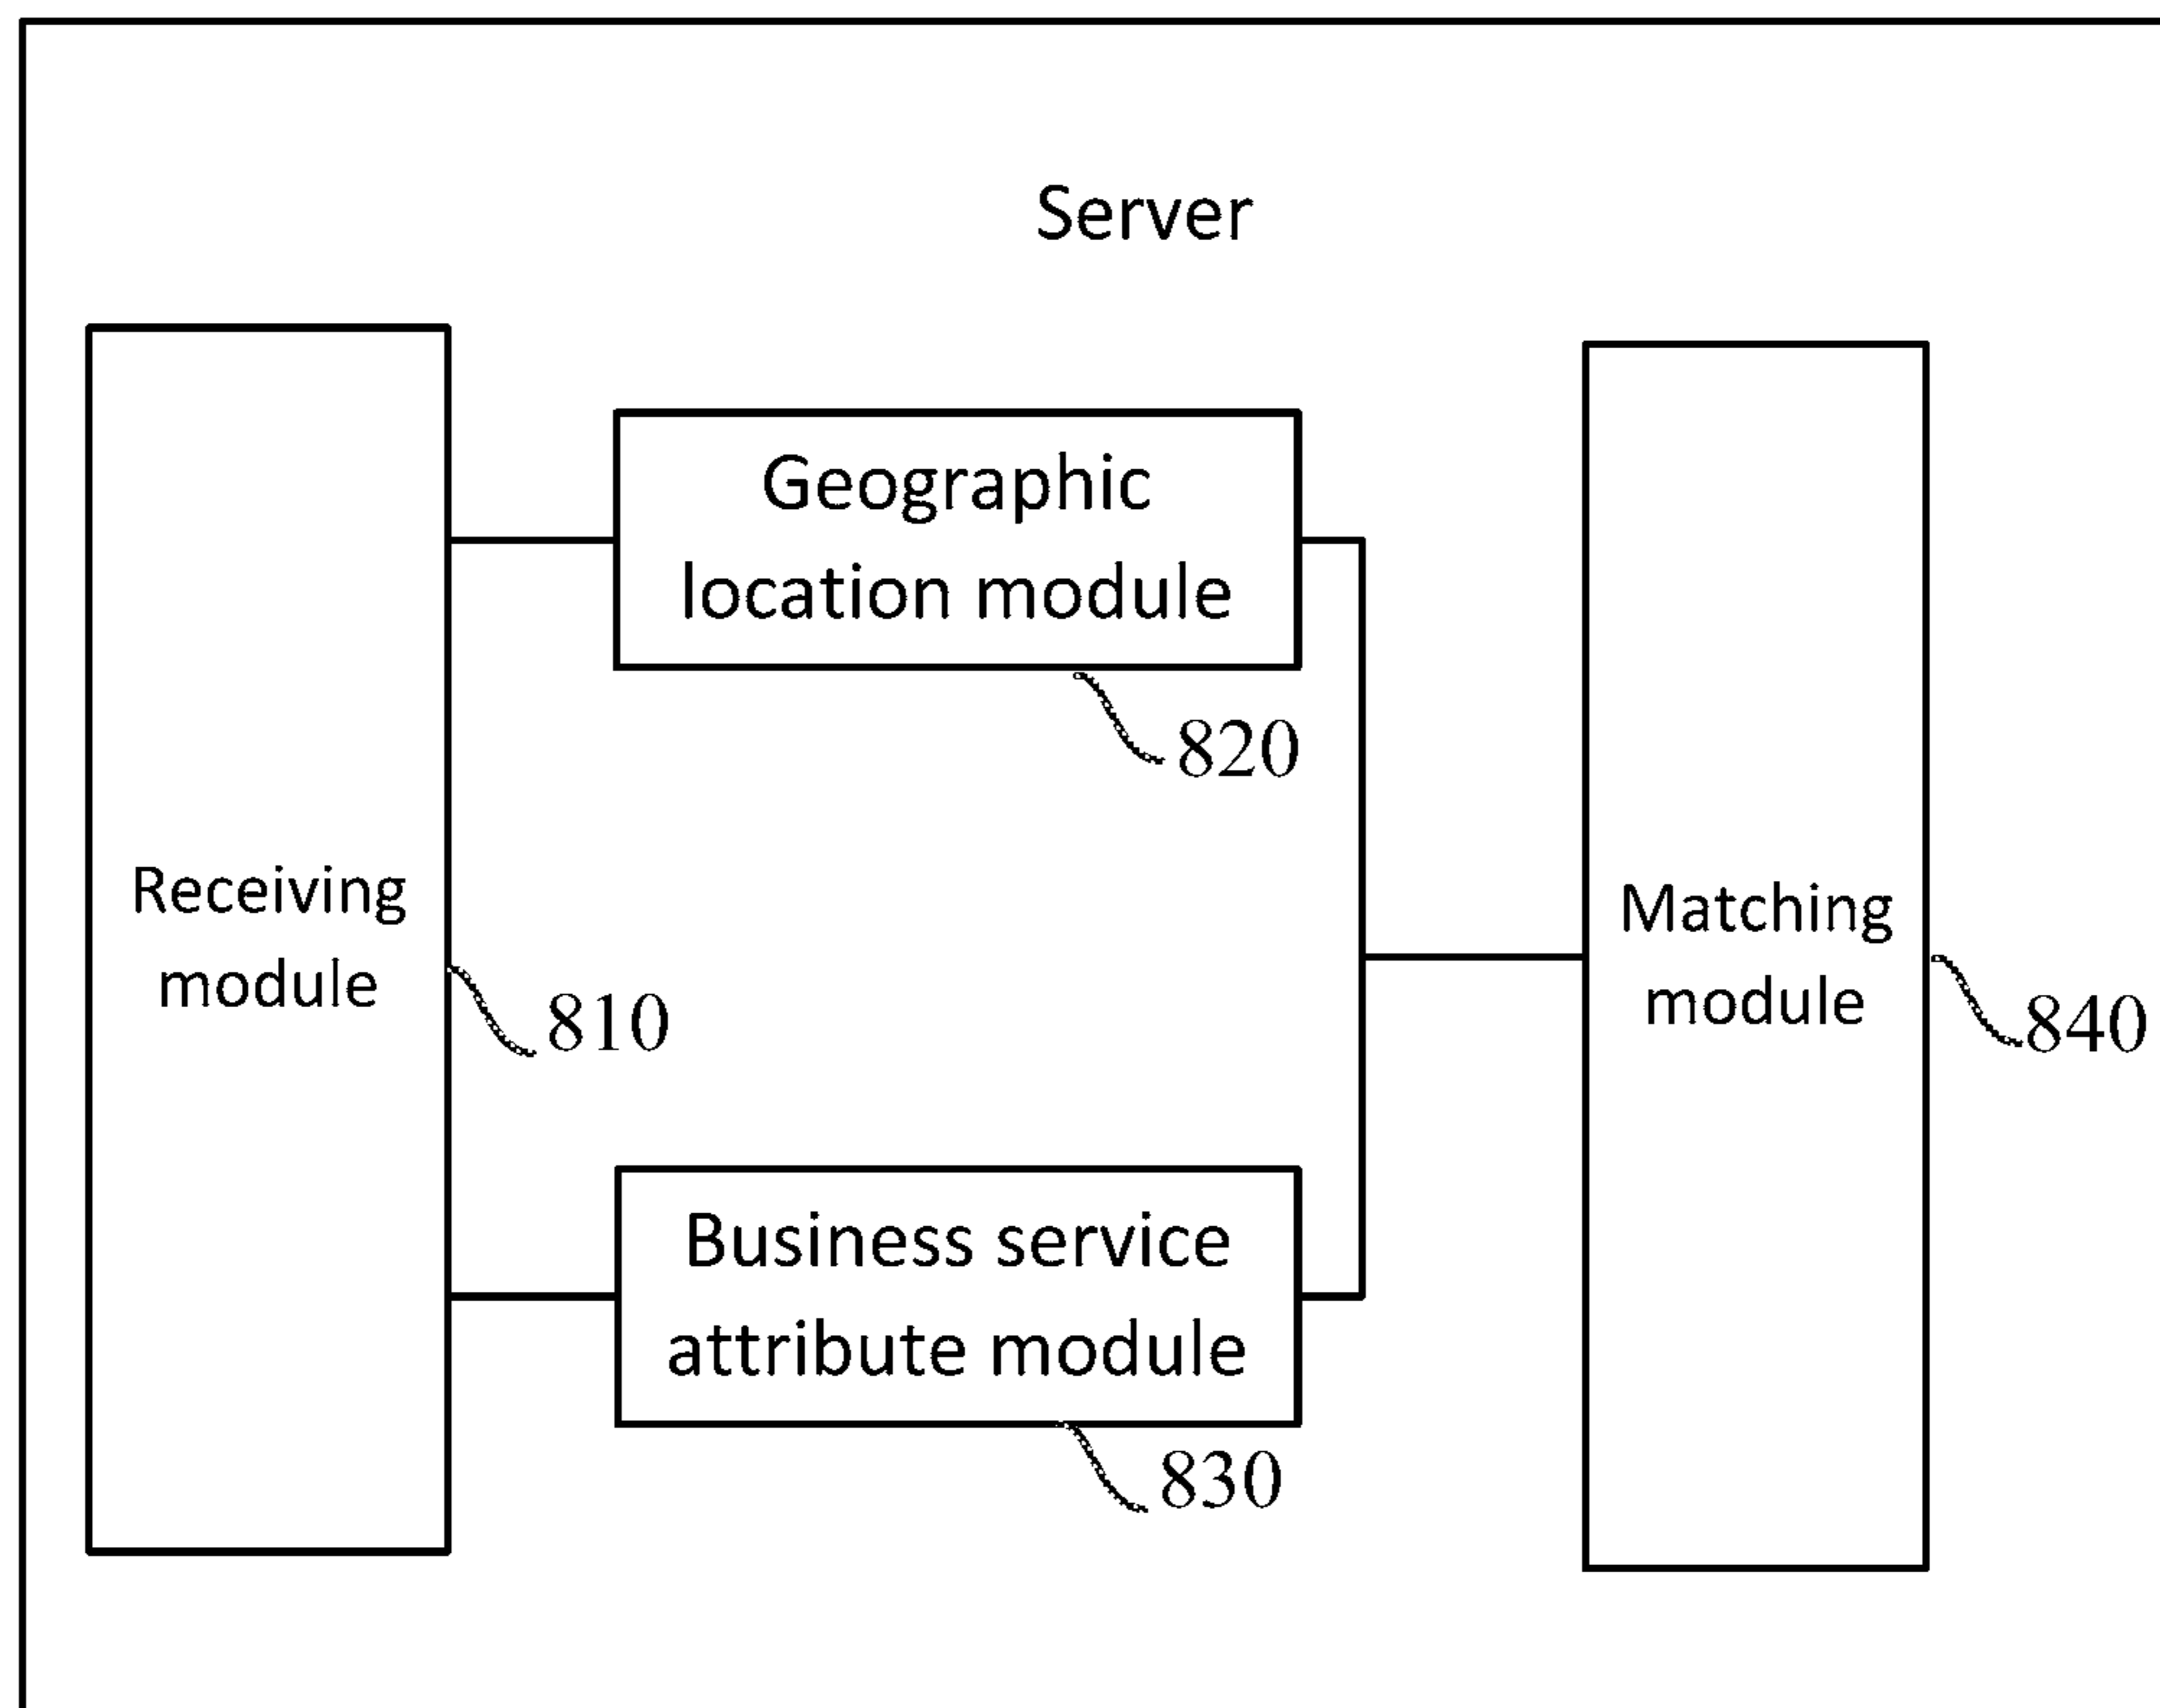 Server
Geographic
location module
820
Receiving
module
810
Matching
module
840
Business service
attribute module
830